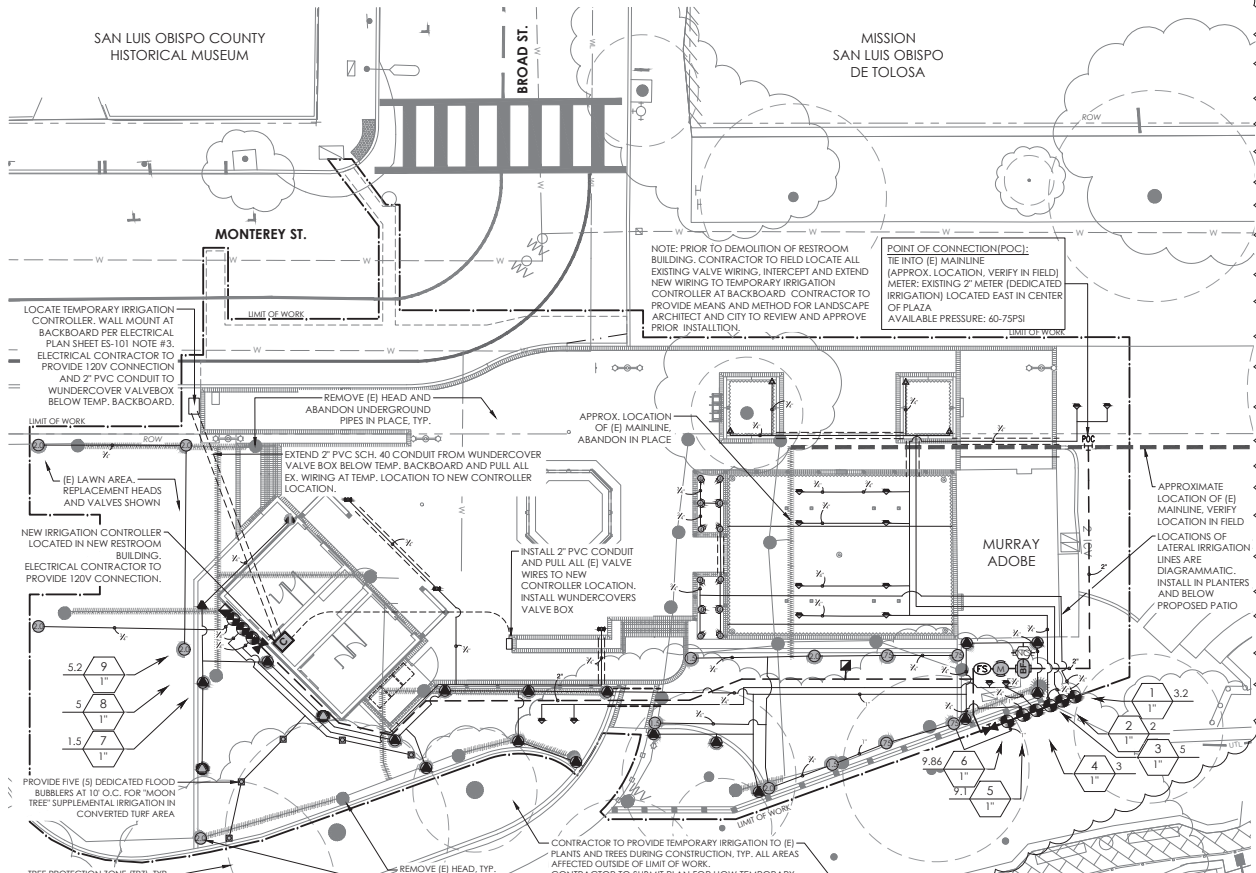 SAN LUIS OBISPO COUNTY
HISTORICAL MUSEUM
BROAD ST.
MISSION
SAN LUIS OBISPO
DE TOLOSA
ROW
MONTEREY ST.
NOTE: PRIOR TO DEMOLITION OF RESTROOM
BUILDING. CONTRACTOR TO FIELD LOCATE ALL
EXISTING VALVE WIRING, INTERCEPT AND EXTEND
NEW WIRING TO TEMPORARY IRRIGATION
CONTROLLER AT BACKBOARD CONTRACTOR TO
PROVIDE MEANS AND METHOD FOR LANDSCAPE
ARCHITECT AND CITY TO REVIEW AND APPROVE
PRIOR INSTALLTION.
POINT OF CONNECTION(POC):
TIE INTO (E) MAINLINE
(APPROX. LOCATION, VERIFY IN FIELD)
METER: EXISTING 2" METER (DEDICATED
IRRIGATION) LOCATED EAST IN CENTER
OF PLAZA
AVAILABLE PRESSURE: 60-75PSI
LIMIT OF WORK
LIMIT OF WORK
LOCATE TEMPORARY IRRIGATION
CONTROLLER. WALL MOUNT AT
BACKBOARD PER ELECTRICAL
PLAN SHEET ES-101 NOTE #3.
ELECTRICAL CONTRACTOR TO
PROVIDE 120V CONNECTION
AND 2" PVC CONDUIT TO
WUNDERCOVER VALVEBOX
BELOW TEMP. BACKBOARD.
LIMIT OF WORK
ROW
REMOVE (E) HEAD AND
ABANDON UNDERGROUND
PIPES IN PLACE, TYP.
APPROX. LOCATION
OF (E) MAINLINE,
ABANDON IN PLACE
POC
EXTEND 2" PVC SCH. 40 CONDUIT FROM WUNDERCOVER
VALVE BOX BELOW TEMP. BACKBOARD AND PULL ALL
EX. WIRING AT TEMP. LOCATION TO NEW CONTROLLER
LOCATION.
(E) LAWN AREA.
REPLACEMENT HEADS
AND VALVES SHOWN
APPROXIMATE
LOCATION OF (E)
MAINLINE, VERIFY
LOCATION IN FIELD
NEW IRRIGATION CONTROLLER
LOCATED IN NEW RESTROOM
BUILDING.
ELECTRICAL CONTRACTOR TO
PROVIDE 120V CONNECTION.
INSTALL 2" PVC CONDUIT
AND PULL ALL (E) VALVE
WIRES TO NEW
CONTROLLER LOCATION.
INSTALL WUNDERCOVERS
VALVE BOX
MURRAY
ADOBE
LOCATIONS OF
LATERAL IRRIGATION
LINES ARE
DIAGRAMMATIC.
INSTALL IN PLANTERS
AND BELOW
PROPOSED PATIO
2"
C
FS
M
2"
2"
5.2 9
1"
5 8
1"
1.5 7
1"
1 3.2
1"
2 2
1"
3 5
1"
4 3
1"
9.86 6
1"
9.1 5
1"
UTL
PROVIDE FIVE (5) DEDICATED FLOOD
BUBBLERS AT 10' O.C. FOR "MOON
TREE" SUPPLEMENTAL IRRIGATION IN
CONVERTED TURF AREA
LIMIT OF WORK
CONTRACTOR TO PROVIDE TEMPORARY IRRIGATION TO (E)
PLANTS AND TREES DURING CONSTRUCTION, TYP. ALL AREAS
AFFECTED OUTSIDE OF LIMIT OF WORK.
CONTRACTOR TO SUBMIT PLAN FOR HOW TEMPORARY
REMOVE (E) HEAD, TYP.
TREE PROTECTION ZONE (TPZ), TYP.